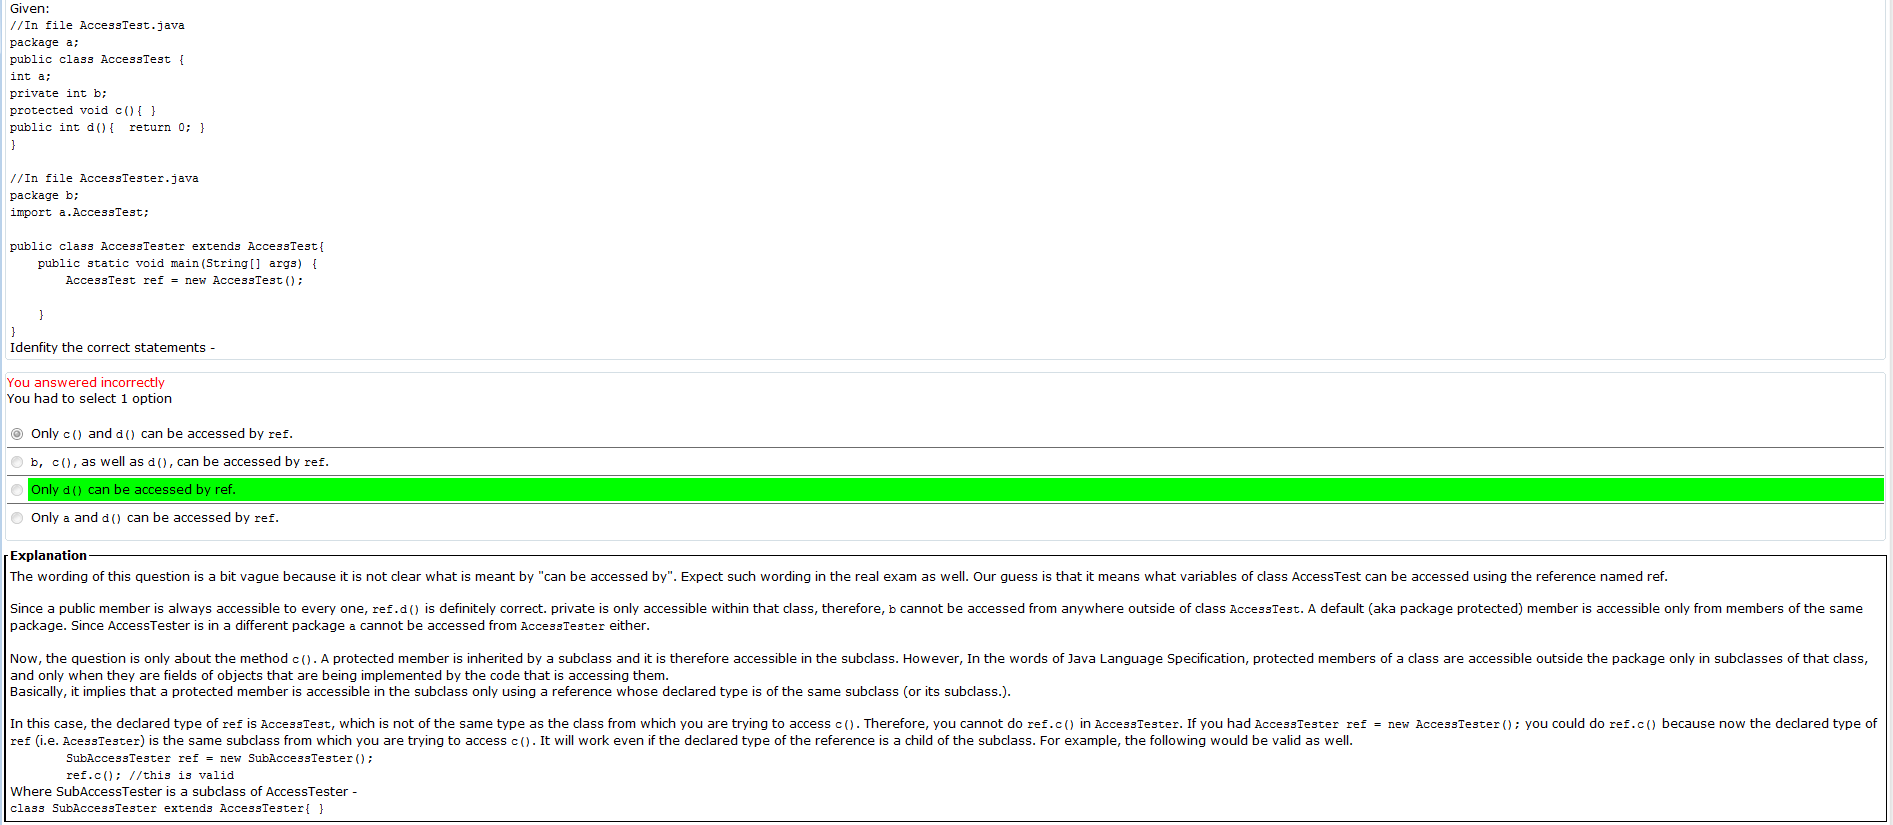 Given:
//In file AccessTest.java
package a;
public class AccessTest {
int a;
private int b;
protected void c(){ }
public int d(){  return 0; }
}
//In file AccessTester.java
package b;
import a.AccessTest;
public class AccessTester extends AccessTest{
    public static void main(String[] args) {
        AccessTest ref = new AccessTest();
    }
}
Idenfity the correct statements -
You answered incorrectly
You had to select 1 option
Only c() and d() can be accessed by ref.
b, c(), as well as d(), can be accessed by ref.
Only d() can be accessed by ref.
Only a and d() can be accessed by ref.
Explanation
The wording of this question is a bit vague because it is not clear what is meant by "can be accessed by". Expect such wording in the real exam as well. Our guess is that it means what variables of class AccessTest can be accessed using the reference named ref.
Since a public member is always accessible to every one, ref.d() is definitely correct. private is only accessible within that class, therefore, b cannot be accessed from anywhere outside of class AccessTest. A default (aka package protected) member is accessible only from members of the same
package. Since AccessTester is in a different package a cannot be accessed from AccessTester either.
Now, the question is only about the method c(). A protected member is inherited by a subclass and it is therefore accessible in the subclass. However, In the words of Java Language Specification, protected members of a class are accessible outside the package only in subclasses of that class,
and only when they are fields of objects that are being implemented by the code that is accessing them.
Basically, it implies that a protected member is accessible in the subclass only using a reference whose declared type is of the same subclass (or its subclass.).
In this case, the declared type of ref is AccessTest, which is not of the same type as the class from which you are trying to access c(). Therefore, you cannot do ref.c() in AccessTester. If you had AccessTester ref = new AccessTester(); you could do ref.c() because now the declared type of
ref (i.e. AcessTester) is the same subclass from which you are trying to access c(). It will work even if the declared type of the reference is a child of the subclass. For example, the following would be valid as well.
        SubAccessTester ref = new SubAccessTester();
        ref.c(); //this is valid
Where SubAccessTester is a subclass of AccessTester -
class SubAccessTester extends AccessTester{ }